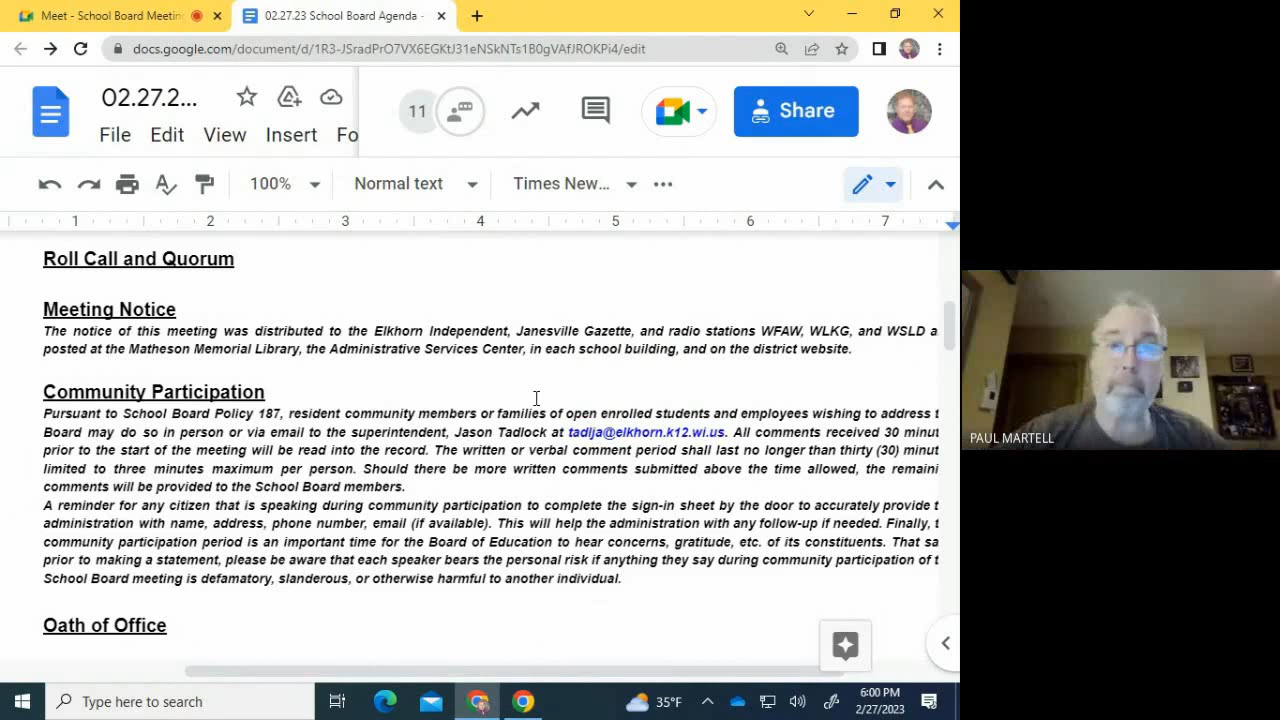 Meet - School Board Meetin
02.27.23 School Board Agenda -
docs.google.com/document/d/1R3-JSradPrO7VX6EGKtJ31eNSkNTs1B0gVAfJROKPi4/edit
02.27.2...
File Edit View Insert Fo
11
Share
100% Normal text Times New...
1 2 3 4 5 6 7
Roll Call and Quorum
Meeting Notice
The notice of this meeting was distributed to the Elkhorn Independent, Janesville Gazette, and radio stations WFAW, WLKG, and WSLD a
posted at the Matheson Memorial Library, the Administrative Services Center, in each school building, and on the district website.
Community Participation
Pursuant to School Board Policy 187, resident community members or families of open enrolled students and employees wishing to address t
Board may do so in person or via email to the superintendent, Jason Tadlock at tadlja@elkhorn.k12.wi.us. All comments received 30 minut
prior to the start of the meeting will be read into the record. The written or verbal comment period shall last no longer than thirty (30) minut
limited to three minutes maximum per person. Should there be more written comments submitted above the time allowed, the remaini
comments will be provided to the School Board members.
A reminder for any citizen that is speaking during community participation to complete the sign-in sheet by the door to accurately provide t
administration with name, address, phone number, email (if available). This will help the administration with any follow-up if needed. Finally, t
community participation period is an important time for the Board of Education to hear concerns, gratitude, etc. of its constituents. That sa
prior to making a statement, please be aware that each speaker bears the personal risk if anything they say during community participation of t
School Board meeting is defamatory, slanderous, or otherwise harmful to another individual.
Oath of Office
PAUL MARTELL
Type here to search
35°F
6:00 PM
2/27/2023